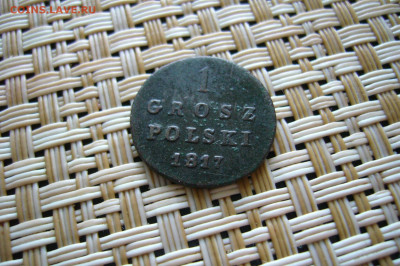 COINS.LAVE.RU
1
GROSZ
POLSKI
1817